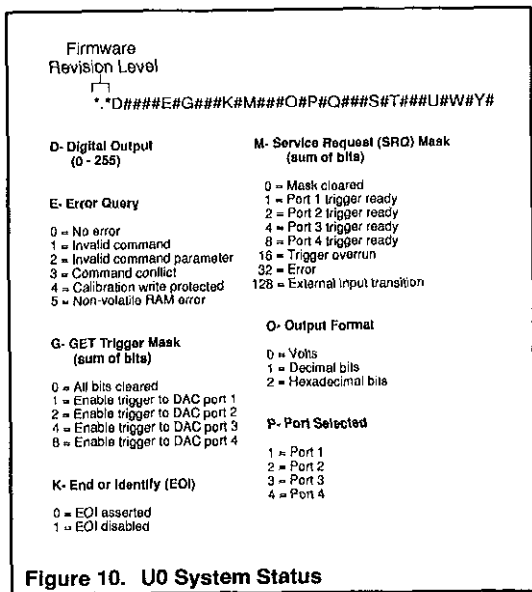 Firmware
Revision Level
*.*D####E#G###K#M###O#P#Q###S#T###U#W#Y#
D- Digital Output
(0 - 255)
E- Error Query
0 = No error
1 = Invalid command
2 = Invalid command parameter
3 = Command conflict
4 = Calibration write protected
5 = Non-volatile RAM error
G- GET Trigger Mask
(sum of bits)
0 = All bits cleared
1 = Enable trigger to DAC port 1
2 = Enable trigger to DAC port 2
4 = Enable trigger to DAC port 3
8 = Enable trigger to DAC port 4
K- End or Identify (EOI)
0 = EOI asserted
1 = EOI disabled
M- Service Request (SRQ) Mask
(sum of bits)
0 = Mask cleared
1 = Port 1 trigger ready
2 = Port 2 trigger ready
4 = Port 3 trigger ready
8 = Port 4 trigger ready
16 = Trigger overrun
32 = Error
128 = External input transition
O- Output Format
0 = Volts
1 = Decimal bits
2 = Hexadecimal bits
P- Port Selected
1 = Port 1
2 = Port 2
3 = Port 3
4 = Port 4
Figure 10. U0 System Status